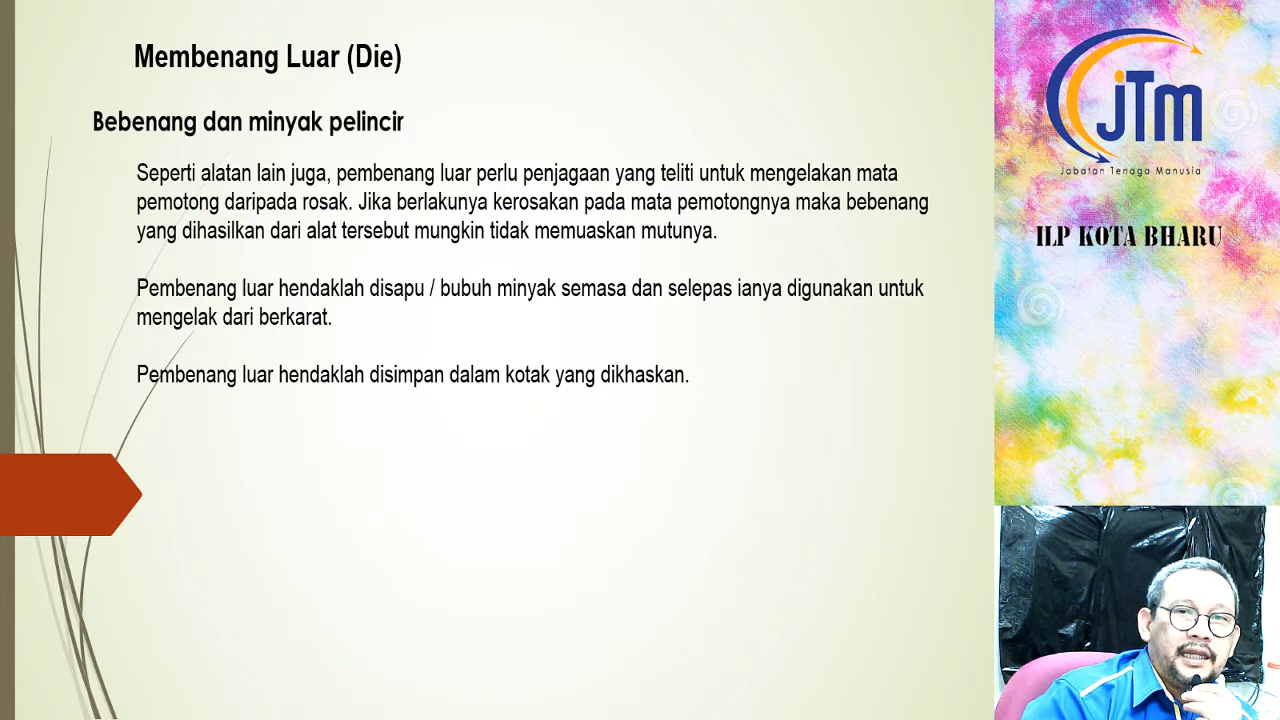 Membenang Luar (Die)
Bebenang dan minyak pelincir
Seperti alatan lain juga, pembenang luar perlu penjagaan yang teliti untuk mengelakan mata
pemotong daripada rosak. Jika berlakunya kerosakan pada mata pemotongnya maka bebenang
yang dihasilkan dari alat tersebut mungkin tidak memuaskan mutunya.
Pembenang luar hendaklah disapu / bubuh minyak semasa dan selepas ianya digunakan untuk
mengelak dari berkarat.
Pembenang luar hendaklah disimpan dalam kotak yang dikhaskan.
JTM
Jabatan Tenaga Manusia
ILP KOTA BHARU